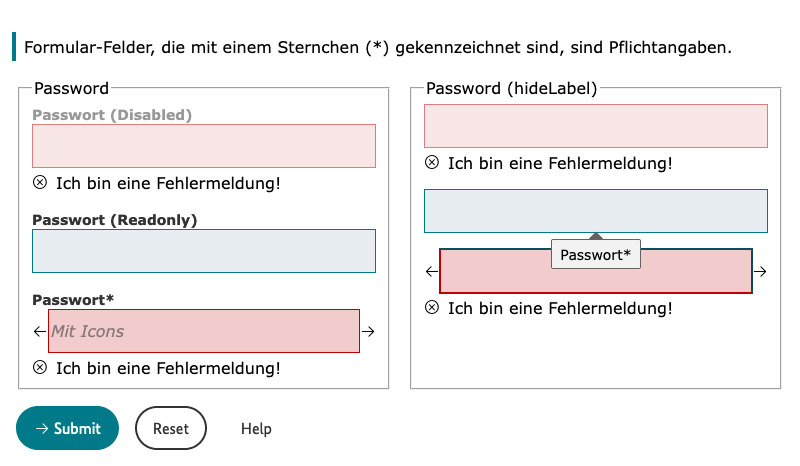 Formular-Felder, die mit einem Sternchen (*) gekennzeichnet sind, sind Pflichtangaben.
Password
Passwort (Disabled)
Ich bin eine Fehlermeldung!
Passwort (Readonly)
Passwort*
Mit Icons
Ich bin eine Fehlermeldung!
Password (hideLabel)
Ich bin eine Fehlermeldung!
Passwort*
Ich bin eine Fehlermeldung!
Submit
Reset
Help